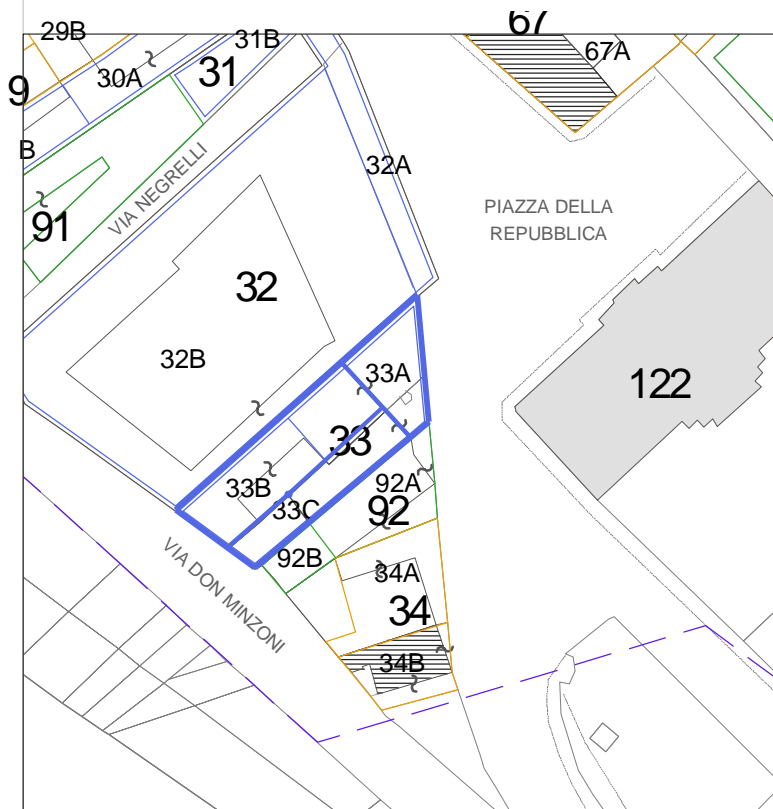 67
29B
31B
67A
30A
31
9
B
32A
VIA NEGRELLI
91
PIAZZA DELLA
REPUBBLICA
32
32B
33A
122
33
33B
33C
92A
92
92B
VIA DON MINZONI
34A
34
34B